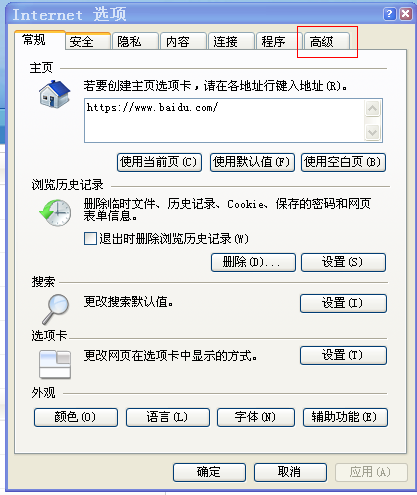 Internet 选项
常规 安全 隐私 内容 连接 程序 高级
主页
若要创建主页选项卡，请在各地址行键入地址(R)。
https://www.baidu.com/
使用当前页(C) 使用默认值(F) 使用空白页(B)
浏览历史记录
删除临时文件、历史记录、Cookie、保存的密码和网页
表单信息。
退出时删除浏览历史记录(W)
删除(D)... 设置(S)
搜索
更改搜索默认值。 设置(I)
选项卡
更改网页在选项卡中显示的方式。 设置(T)
外观
颜色(O) 语言(L) 字体(N) 辅助功能(E)
确定 取消 应用(A)